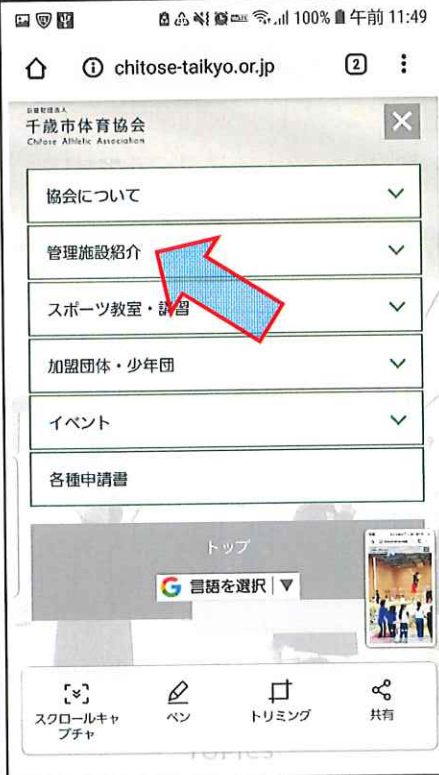 100% 午前 11:49
chitose-taikyo.or.jp
2
公益財団法人
千歳市体育協会
Chitose Athletic Association
協会について
管理施設紹介
スポーツ教室・講習
加盟団体・少年団
イベント
各種申請書
トップ
G 言語を選択 ▼
スクロールキャ
プチャ
ペン
トリミング
共有
TOPICS